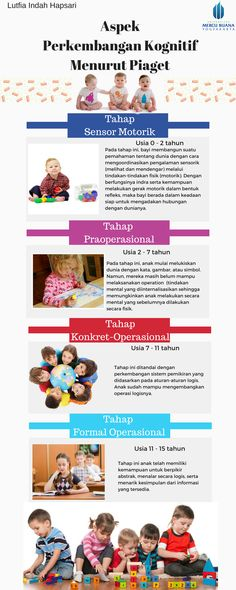 Lutfia Indah Hapsari
MERCU BUANA
YOGYAKARTA
Aspek
Perkembangan Kognitif
Menurut Piaget
Tahap
Sensor Motorik
Usia 0 - 2 tahun
Pada tahap ini, bayi membangun suatu
pemahaman tentang dunia dengan cara
mengoordinasikan pengalaman sensorik
(melihat dan mendengar) melalui
tindakan-tindakan fisik (motorik). Dengan
berfungsinya indra serta kemampuan
melakukan gerak motorik dalam bentuk
refleks, maka bayi berada dalam keadaan
siap untuk mengadakan hubungan
dengan dunianya.
Tahap
Praoperasional
Usia 2 - 7 tahun
Pada tahap ini, anak mulai melukiskan
dunia dengan kata, gambar, atau simbol.
Namun, mereka masih belum mampu
melaksanakan operation (tindakan
mental yang diinternalisasikan sehingga
memungkinkan anak melakukan secara
mental yang sebelumnya dilakukan
secara fisik.
Tahap
Konkret-Operasional
Usia 7 - 11 tahun
Tahap ini ditandai dengan
perkembangan sistem pemikiran yang
didasarkan pada aturan-aturan logis.
Anak sudah mampu mengembangkan
operasi logisnya.
Tahap
Formal Operasional
Usia 11 - 15 tahun
Tahap ini anak telah memiliki
kemampuan untuk berpikir
abstrak, menalar secara logis, serta
menarik kesimpulan dari informasi
yang tersedia.